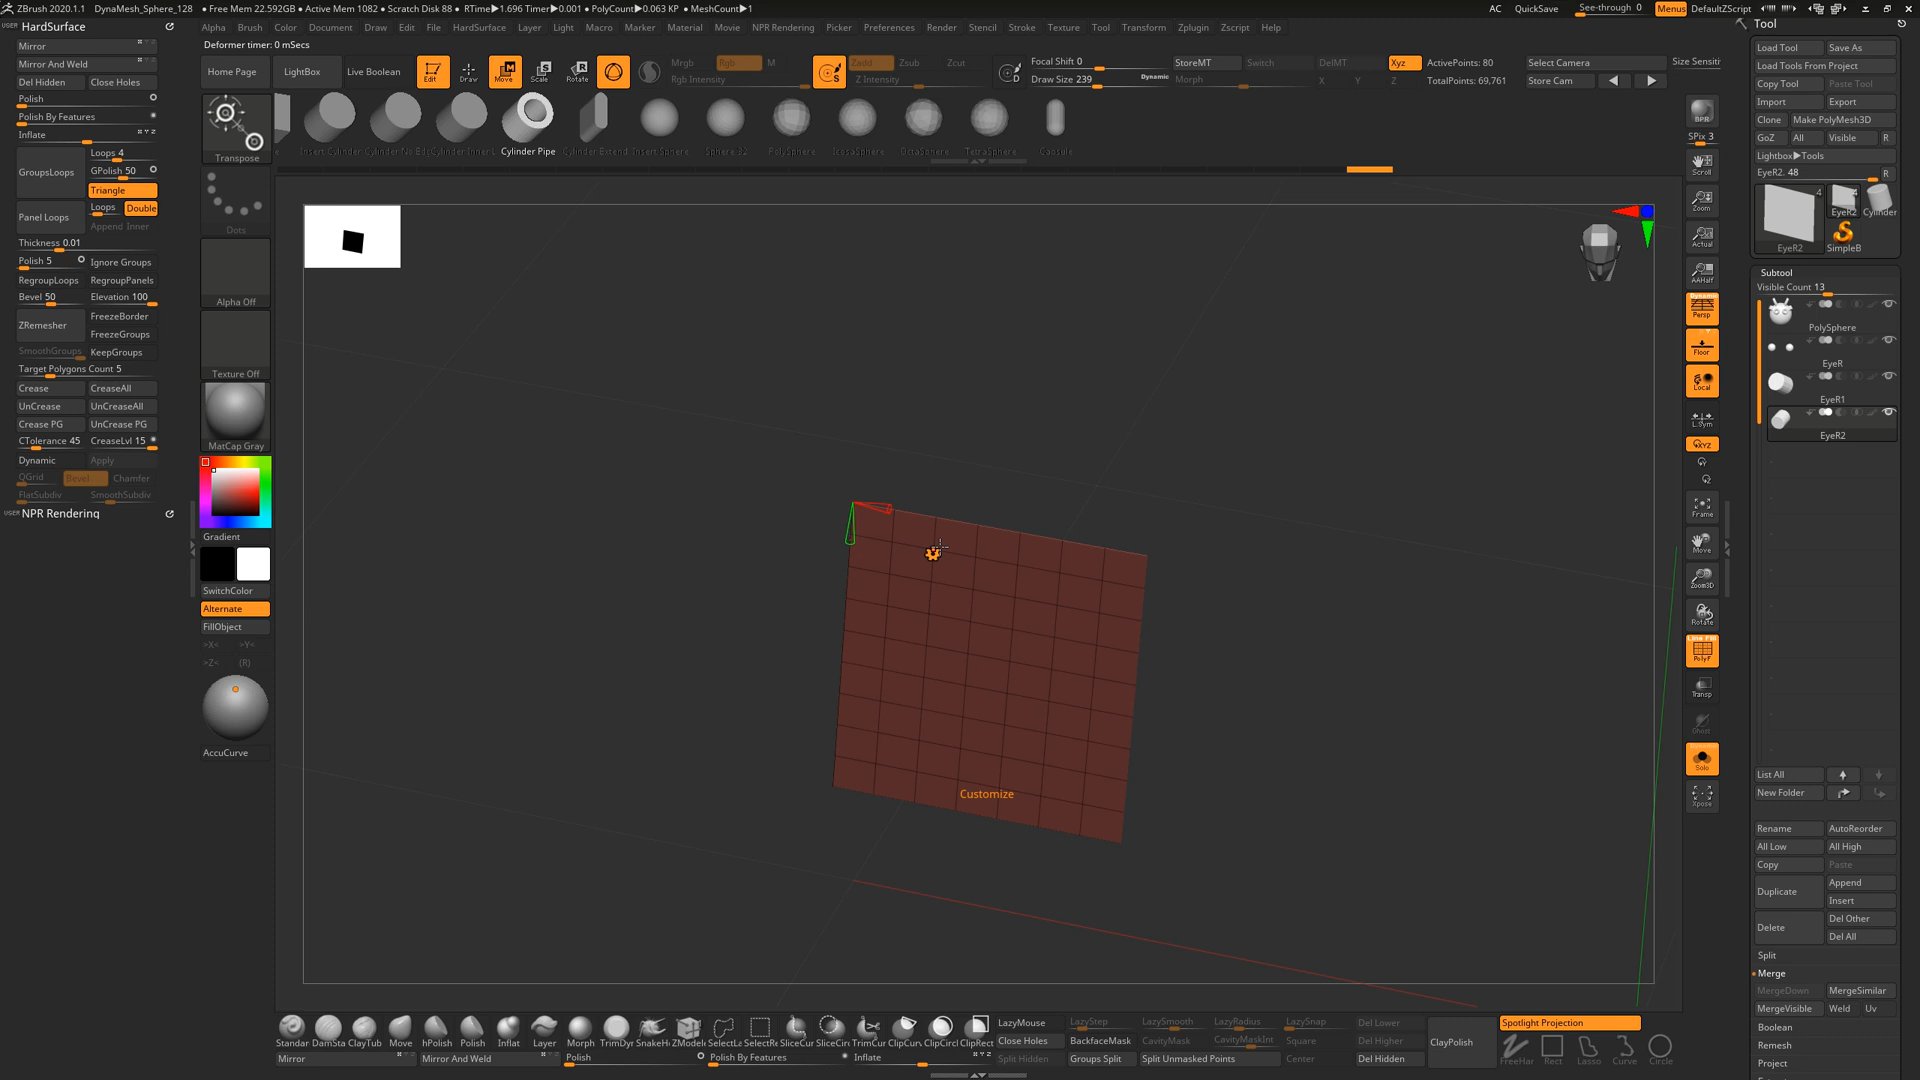 ZBrush 2020.1.1 DynaMesh_Sphere_128 • Free Mem 22.592GB • Active Mem 1082 • Scratch Disk 88 • RTime▶1.696 Timer▶0.001 • PolyCount▶0.063 KP • MeshCount▶1 AC QuickSave See-through 0 Menus DefaultZScript
Alpha Brush Color Document Draw Edit File HardSurface Layer Light Macro Marker Material Movie NPR Rendering Picker Preferences Render Stencil Stroke Texture Tool Transform Zplugin Zscript Help
Deformer timer: 0 mSecs
Home Page LightBox Live Boolean Edit Draw Move Scale Rotate
Mrgb Rgb M Zadd Zsub Zcut
Rgb Intensity Z Intensity
Focal Shift 0
Draw Size 239 Dynamic
StoreMT Switch DelMT
Morph
Xyz
X Y Z
ActivePoints: 80
TotalPoints: 69,761
Select Camera
Store Cam
Size Sensiti
HardSurface
Mirror
Mirror And Weld
Del Hidden Close Holes
Polish
Polish By Features
Inflate
GroupsLoops
Loops 4
GPolish 50
Triangle
Panel Loops
Loops Double
Append Inner
Thickness 0.01
Polish 5 Ignore Groups
RegroupLoops RegroupPanels
Bevel 50 Elevation 100
ZRemesher
FreezeBorder
FreezeGroups
SmoothGroups KeepGroups
Target Polygons Count 5
Crease CreaseAll
UnCrease UnCreaseAll
Crease PG UnCrease PG
CTolerance 45 CreaseLvl 15
Dynamic Apply
QGrid Bevel Chamfer
FlatSubdiv SmoothSubdiv
NPR Rendering
Transpose
Dots
Alpha Off
Texture Off
MatCap Gray
Gradient
SwitchColor
Alternate
FillObject
>X< >Y<
>Z< (R)
AccuCurve
Cylinder Pipe
Cylinder Extend Insert Sphere Sphere 32 PolySphere IcosaSphere OctaSphere TetraSphere Capsule
Customize
BPR
SPix 3
Scroll
Zoom
Actual
AAHalf
Dynamic
Persp
Floor
Local
L.Sym
XYZ
Frame
Move
Zoom3D
Rotate
Line Fill
PolyF
Transp
Ghost
Solo
Xpose
Tool
Load Tool Save As
Load Tools From Project
Copy Tool Paste Tool
Import Export
Clone Make PolyMesh3D
GoZ All Visible R
Lightbox▶Tools
EyeR2. 48 R
4 4
EyeR2 Cylinder
EyeR2 SimpleB
Subtool
Visible Count 13
PolySphere
EyeR
EyeR1
EyeR2
List All
New Folder
Rename AutoReorder
All Low All High
Copy Paste
Duplicate Append
Insert
Delete Del Other
Del All
Split
Merge
MergeDown MergeSimilar
MergeVisible Weld Uv
Boolean
Remesh
Project
Standar DamSta ClayTub Move hPolish Polish Inflat Layer Morph TrimDy SnakeH ZModel SelectLa SelectRe SliceCur SliceCirc TrimCur ClipCurv ClipCircl ClipRect
LazyMouse LazyStep LazySmooth LazyRadius LazySnap Del Lower
Close Holes BackfaceMask CavityMask CavityMaskInt Square Del Higher
Split Hidden Groups Split Split Unmasked Points Center Del Hidden
ClayPolish
Spotlight Projection
FreeHan Rect Lasso Curve Circle
Mirror Mirror And Weld Polish Polish By Features Inflate